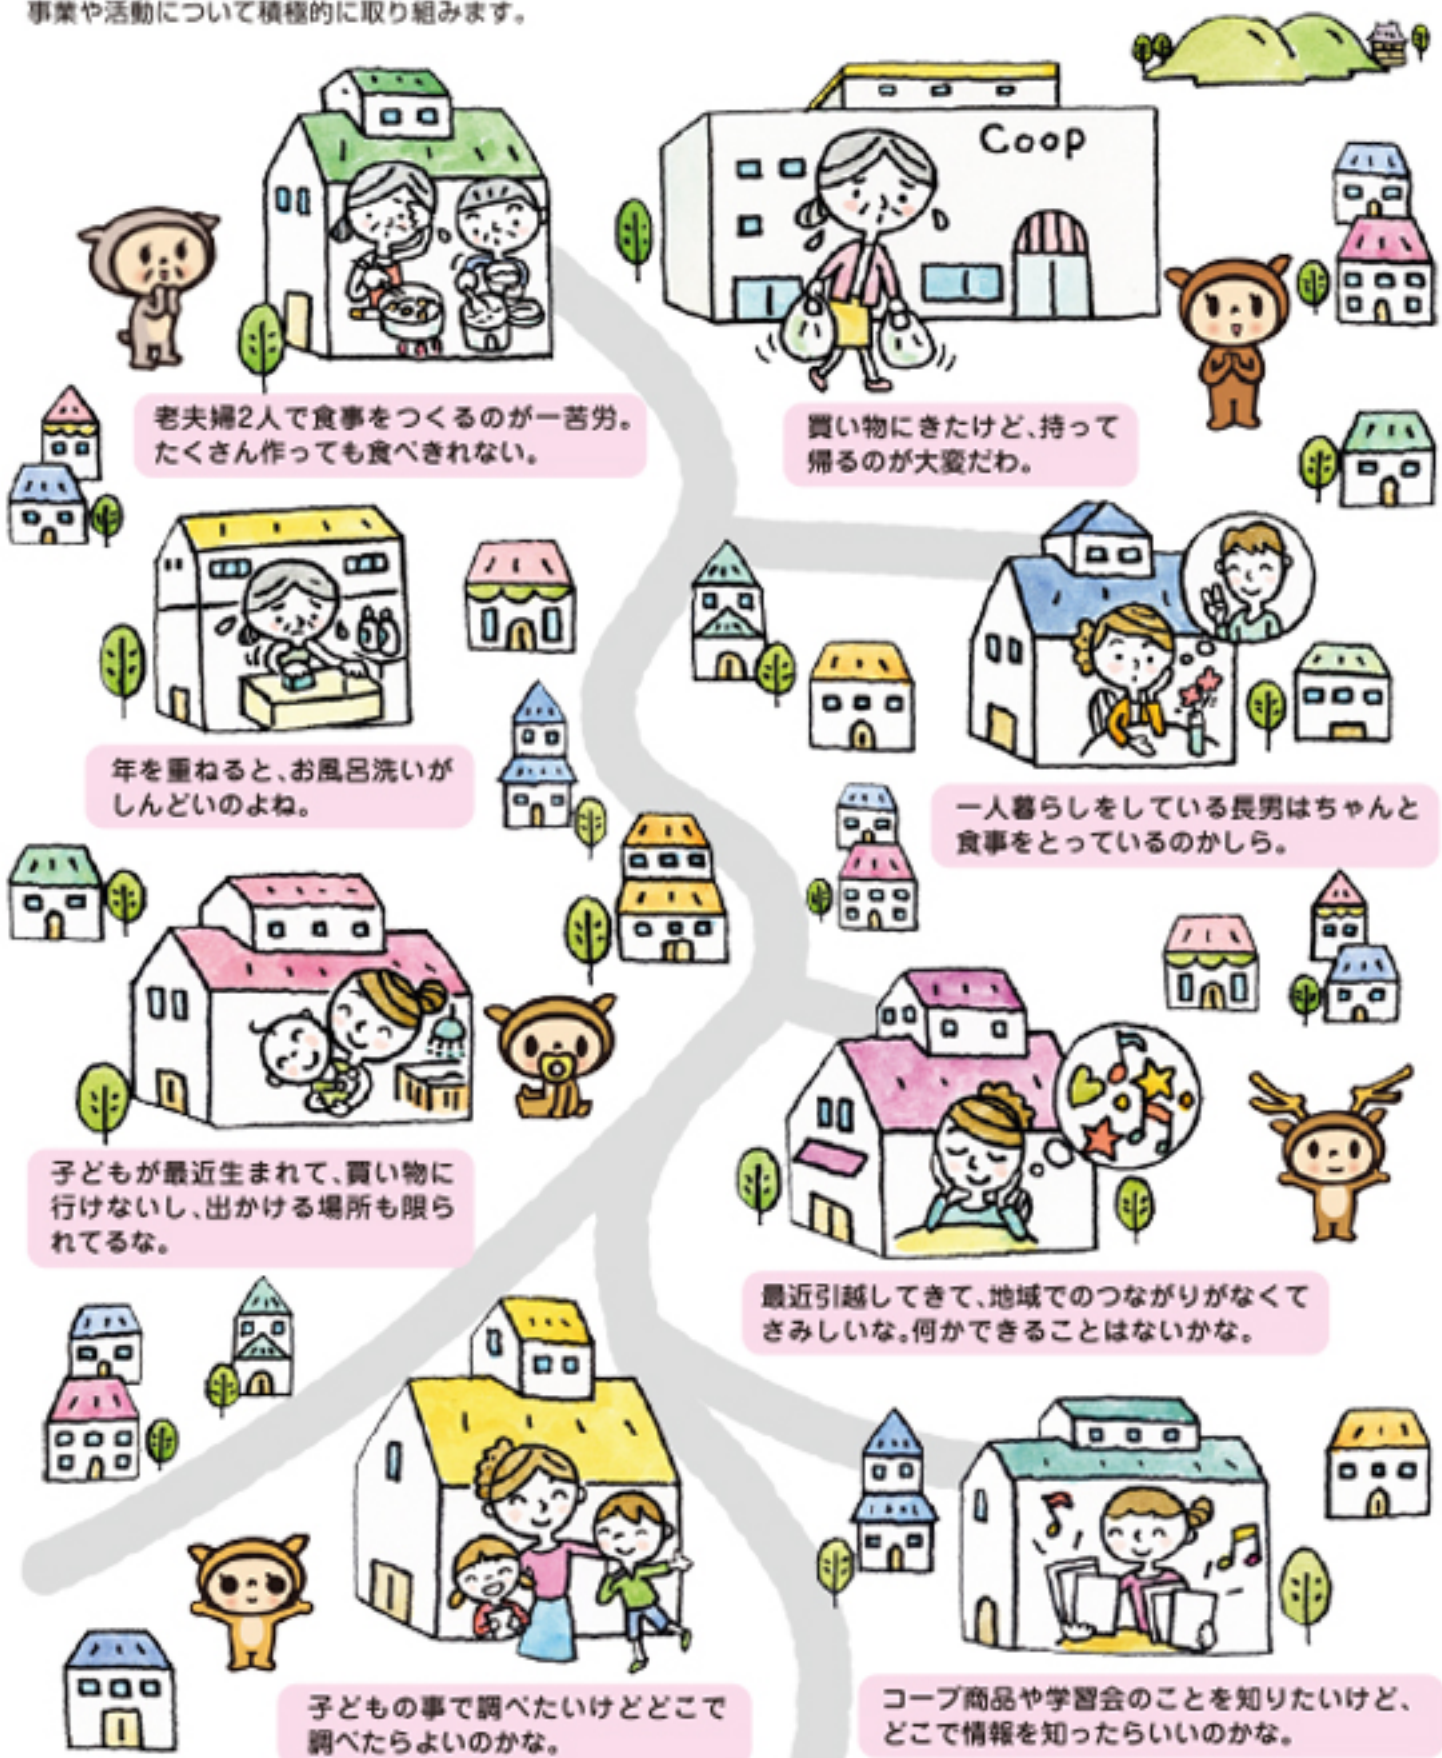 事業や活動について積極的に取り組みます。
Coop
老夫婦2人で食事をつくるのが一苦労。
たくさん作っても食べきれない。
買い物にきたけど、持って
帰るのが大変だわ。
年を重ねると、お風呂洗いが
しんどいのよね。
一人暮らしをしている長男はちゃんと
食事をとっているのかしら。
子どもが最近生まれて、買い物に
行けないし、出かける場所も限ら
れてるな。
最近引越してきて、地域でのつながりがなくて
さみしいな。何かできることはないかな。
子どもの事で調べたいけどどこで
調べたらよいのかな。
コープ商品や学習会のことを知りたいけど、
どこで情報を知ったらいいのかな。